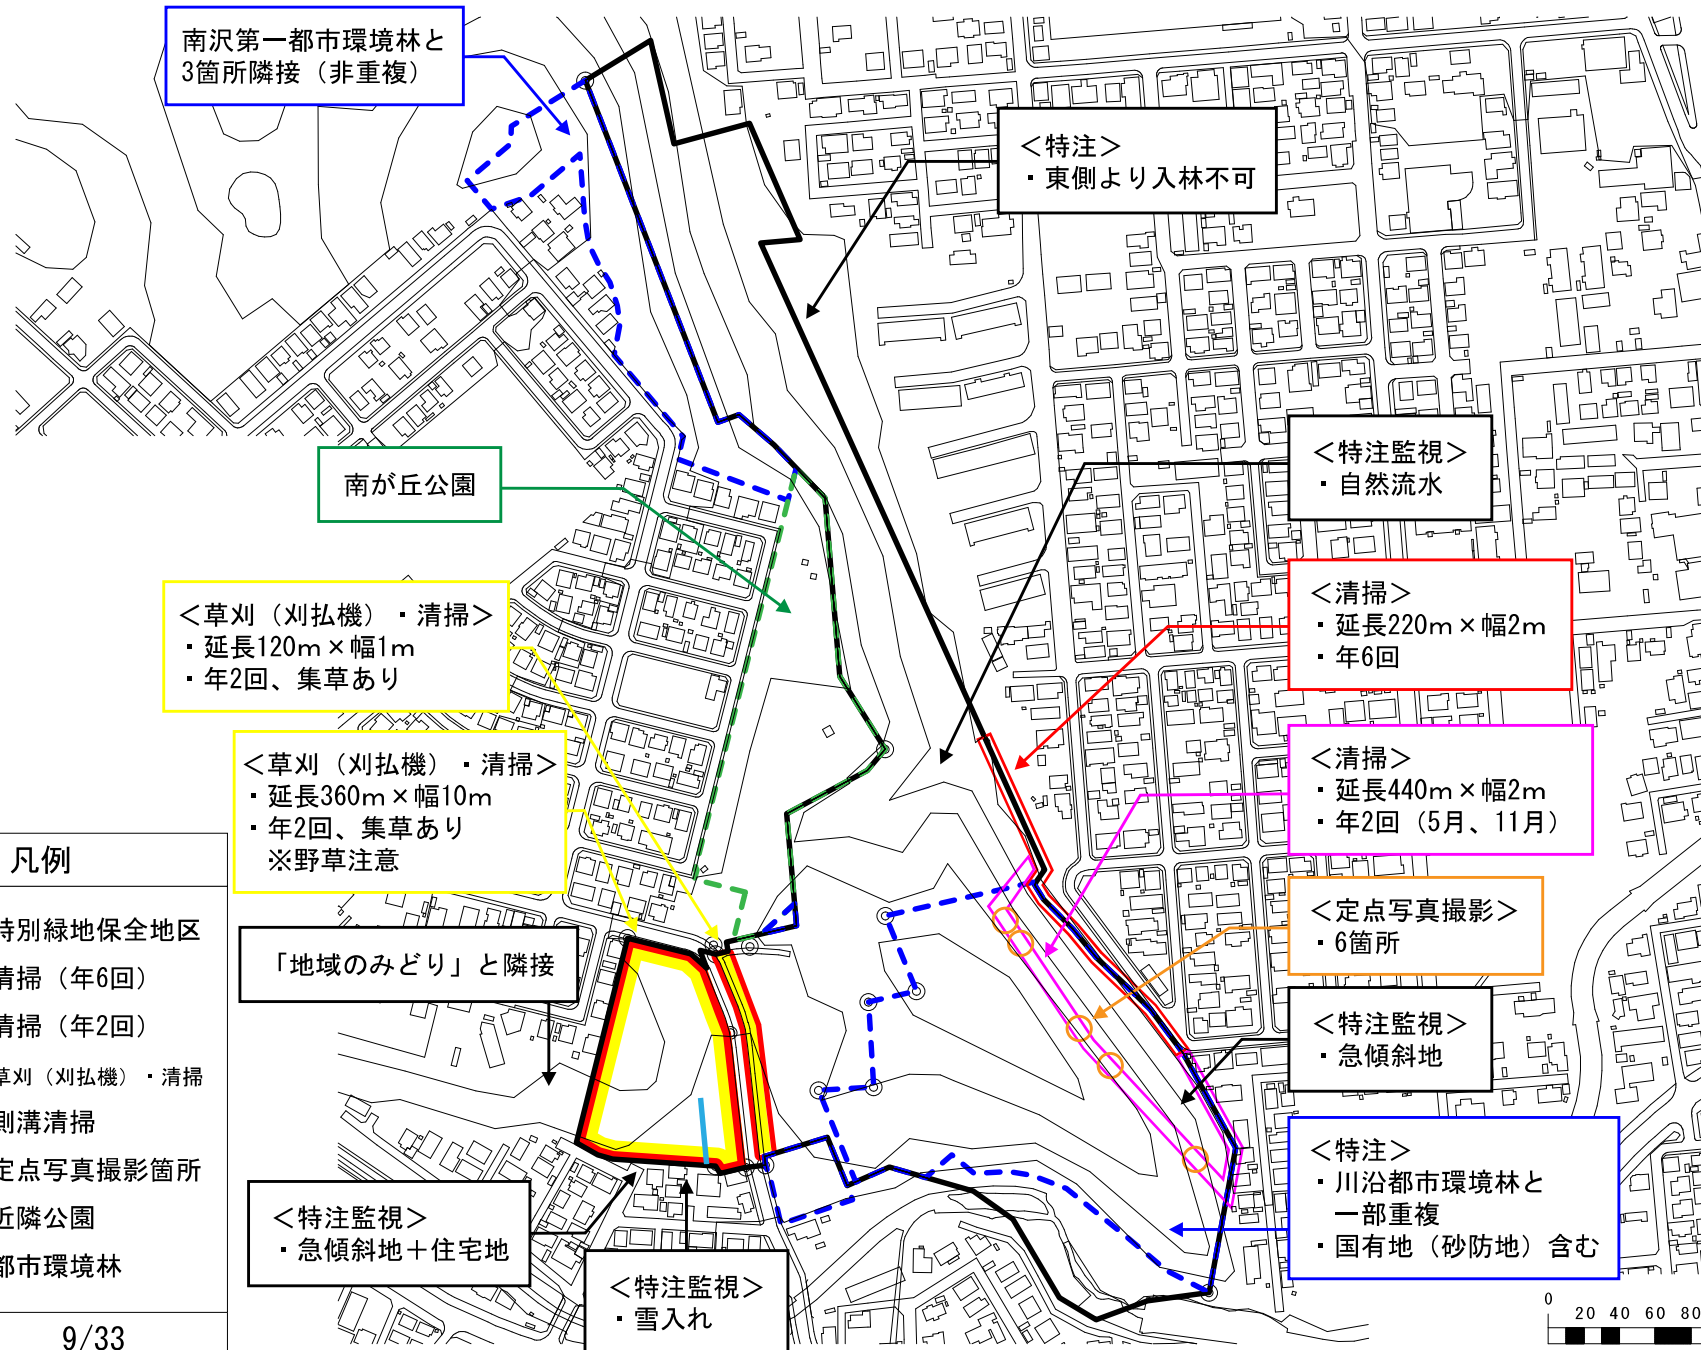 南沢第一都市環境林と
3箇所隣接（非重複）
＜特注＞
・東側より入林不可
＜特注監視＞
・自然流水
南が丘公園
＜清掃＞
・延長220m×幅2m
・年6回
＜草刈（刈払機）・清掃＞
・延長120m×幅1m
・年2回、集草あり
＜草刈（刈払機）・清掃＞
・延長360m×幅10m
・年2回、集草あり
※野草注意
＜清掃＞
・延長440m×幅2m
・年2回（5月、11月）
＜定点写真撮影＞
・6箇所
「地域のみどり」と隣接
＜特注監視＞
・急傾斜地
＜特注＞
・川沿都市環境林と
一部重複
・国有地（砂防地）含む
＜特注監視＞
・急傾斜地＋住宅地
＜特注監視＞
・雪入れ
凡例
特別緑地保全地区
清掃（年6回）
清掃（年2回）
草刈（刈払機）・清掃
側溝清掃
定点写真撮影箇所
近隣公園
都市環境林
9/33
0 20 40 60 80